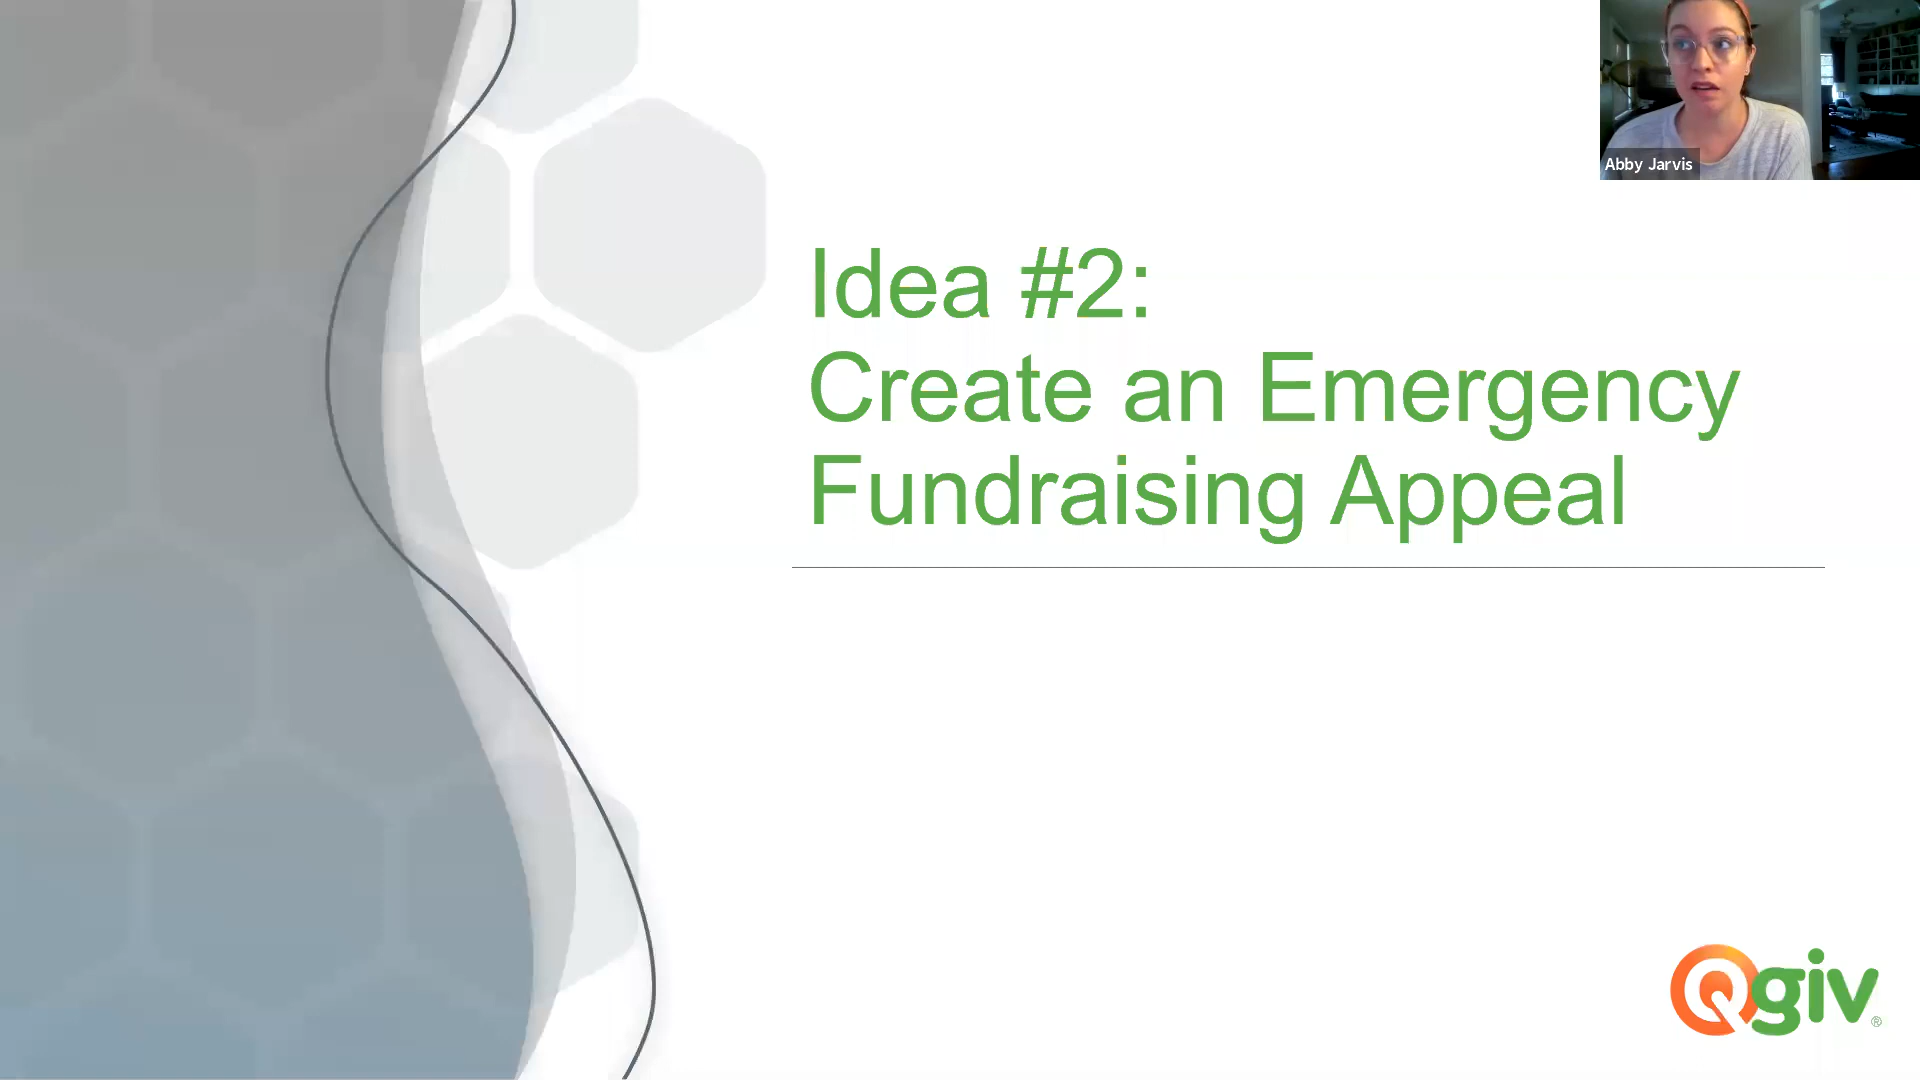 Abby Jarvis
Idea #2:
Create an Emergency
Fundraising Appeal
Qgiv®